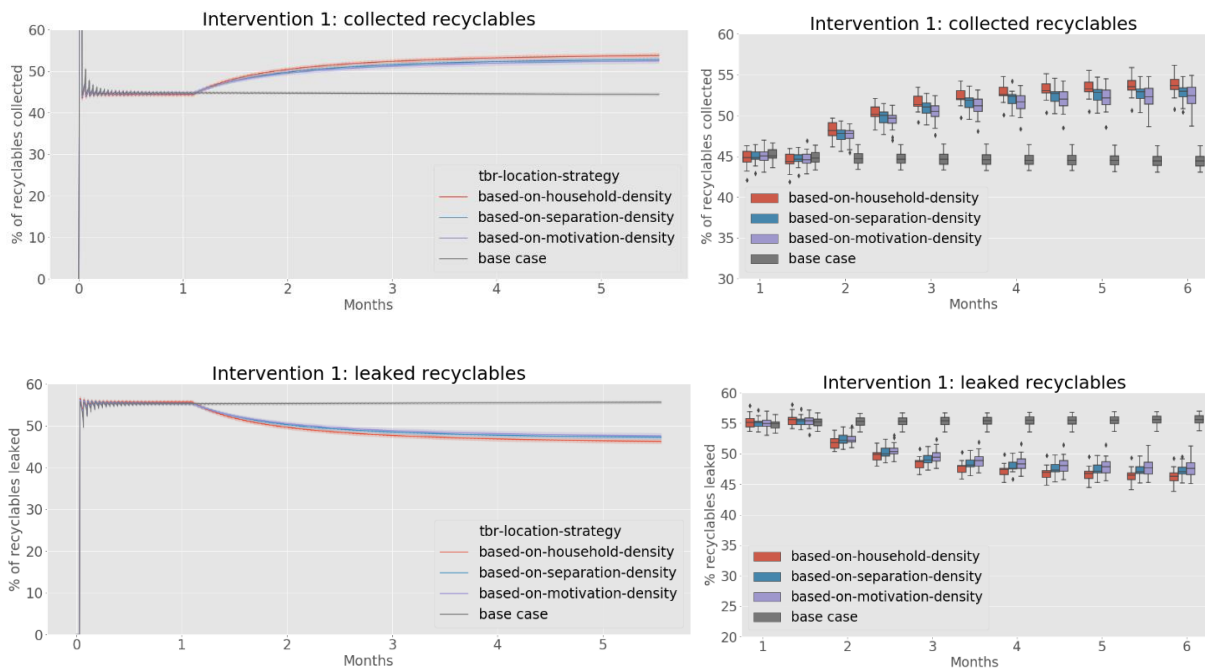 Intervention 1: collected recyclables
% of recyclables collected
60
50
40
30
20
10
0
tbr-location-strategy
based-on-household-density
based-on-separation-density
based-on-motivation-density
base case
0 1 2 3 4 5
Months
Intervention 1: collected recyclables
% of recyclables collected
60
55
50
45
40
35
30
based-on-household-density
based-on-separation-density
based-on-motivation-density
base case
1 2 3 4 5 6
Months
Intervention 1: leaked recyclables
% of recyclables leaked
60
50
40
30
20
10
0
tbr-location-strategy
based-on-household-density
based-on-separation-density
based-on-motivation-density
base case
0 1 2 3 4 5
Months
Intervention 1: leaked recyclables
% recyclables leaked
60
55
50
45
40
35
30
25
20
based-on-household-density
based-on-separation-density
based-on-motivation-density
base case
1 2 3 4 5 6
Months